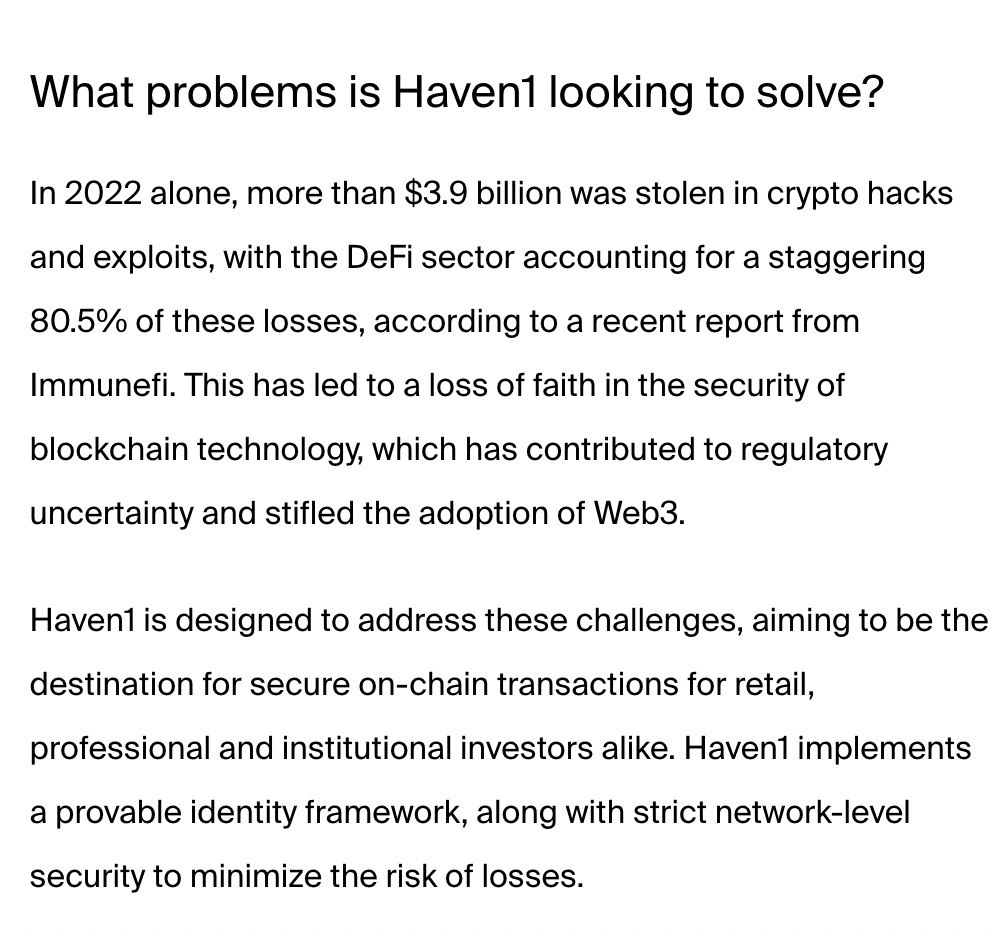 What problems is Haven1 looking to solve?
In 2022 alone, more than $3.9 billion was stolen in crypto hacks
and exploits, with the DeFi sector accounting for a staggering
80.5% of these losses, according to a recent report from
Immunefi. This has led to a loss of faith in the security of
blockchain technology, which has contributed to regulatory
uncertainty and stifled the adoption of Web3.
Haven1 is designed to address these challenges, aiming to be the
destination for secure on-chain transactions for retail,
professional and institutional investors alike. Haven1 implements
a provable identity framework, along with strict network-level
security to minimize the risk of losses.